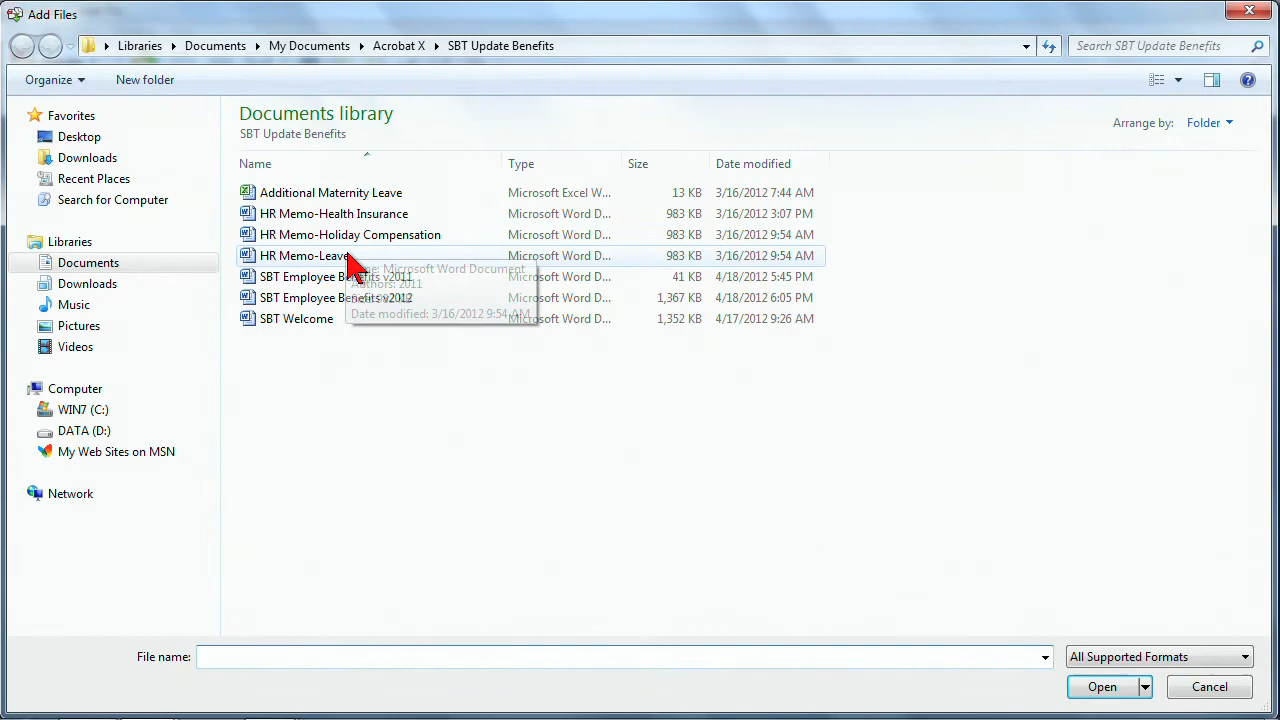 Add Files
Libraries Documents My Documents Acrobat X SBT Update Benefits Search SBT Update Benefits
Organize New folder
Favorites
Desktop
Downloads
Recent Places
Search for Computer
Libraries
Documents
Downloads
Music
Pictures
Videos
Computer
WIN7 (C:)
DATA (D:)
My Web Sites on MSN
Network
Documents library
SBT Update Benefits
Arrange by: Folder
Name Type Size Date modified
Additional Maternity Leave Microsoft Excel W... 13 KB 3/16/2012 7:44 AM
HR Memo-Health Insurance Microsoft Word D... 983 KB 3/16/2012 3:07 PM
HR Memo-Holiday Compensation Microsoft Word D... 983 KB 3/16/2012 9:54 AM
HR Memo-Leave Microsoft Word D... 983 KB 3/16/2012 9:54 AM
SBT Employee Benefits v2011 Microsoft Word D... 41 KB 4/18/2012 5:45 PM
SBT Employee Benefits v2012 Microsoft Word D... 1,367 KB 4/18/2012 6:05 PM
SBT Welcome Microsoft Word D... 1,352 KB 4/17/2012 9:26 AM
Microsoft Word Document
Authors: 2011
Date modified: 3/16/2012 9:54 AM
File name: All Supported Formats
Open Cancel